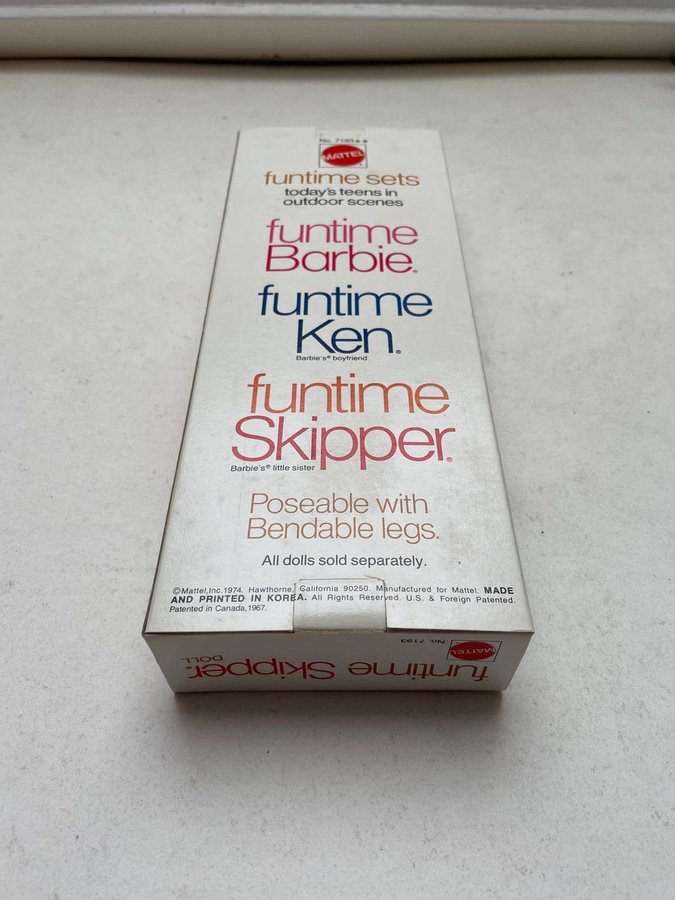 No. 7193
MATTEL
funtime sets
today's teens in
outdoor scenes
funtime
Barbie®
funtime
Ken®
Barbie's® boyfriend
funtime
Skipper®
Barbie's® little sister
Poseable with
Bendable legs.
All dolls sold separately.
©Mattel,Inc.1974. Hawthorne, California 90250. Manufactured for Mattel. MADE
AND PRINTED IN KOREA. All Rights Reserved. U.S. & Foreign Patented.
Patented in Canada,1967.
MATTEL
No. 7193
funtime Skipper®
DOLL